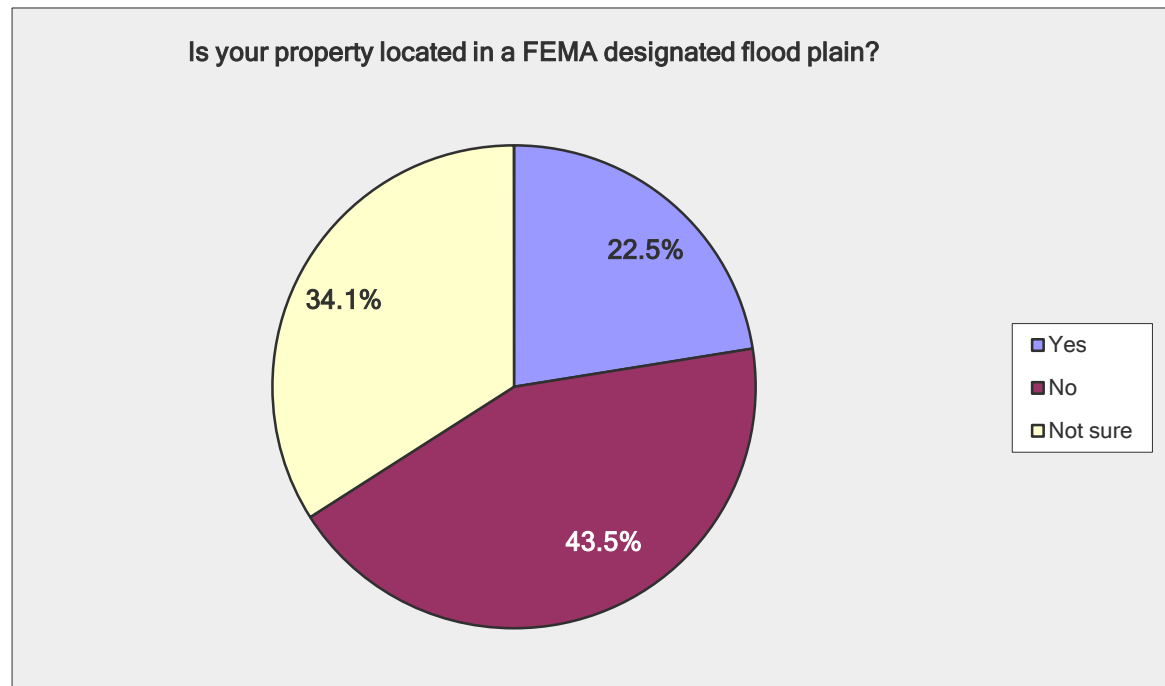 Is your property located in a FEMA designated flood plain?
22.5%
34.1%
43.5%
Yes
No
Not sure